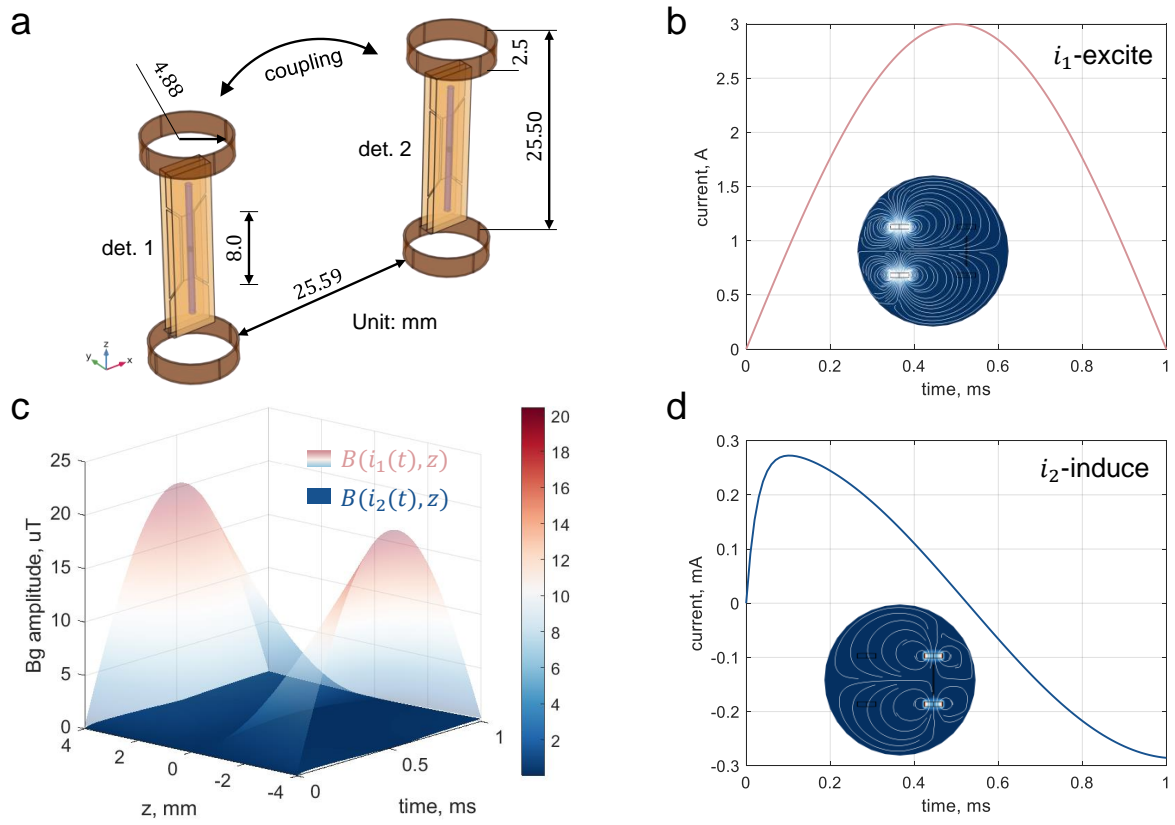 a
coupling
4.88
2.5
det. 2
25.50
det. 1
8.0
25.59
Unit: mm
z
y
x
b
i₁-excite
3
2.5
2
1.5
1
0.5
0
current, A
0
0.2
0.4
0.6
0.8
1
time, ms
c
25
20
15
10
5
0
Bg amplitude, uT
B(i₁(t),z)
B(i₂(t),z)
4
2
0
-2
-4
z, mm
0
0.5
1
time, ms
20
18
16
14
12
10
8
6
4
2
d
i₂-induce
0.3
0.2
0.1
0
-0.1
-0.2
-0.3
current, mA
0
0.2
0.4
0.6
0.8
1
time, ms